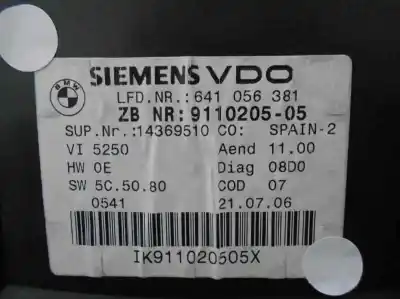 BMW
SIEMENS VDO
LFD.NR.:641 056 381
ZB NR:9110205-05
SUP.Nr.:14369510 CO: SPAIN-2
VI 5250 Aend 11.00
HW 0E Diag 08D0
SW 5C.50.80 COD 07
0541 21.07.06
IK911020505X